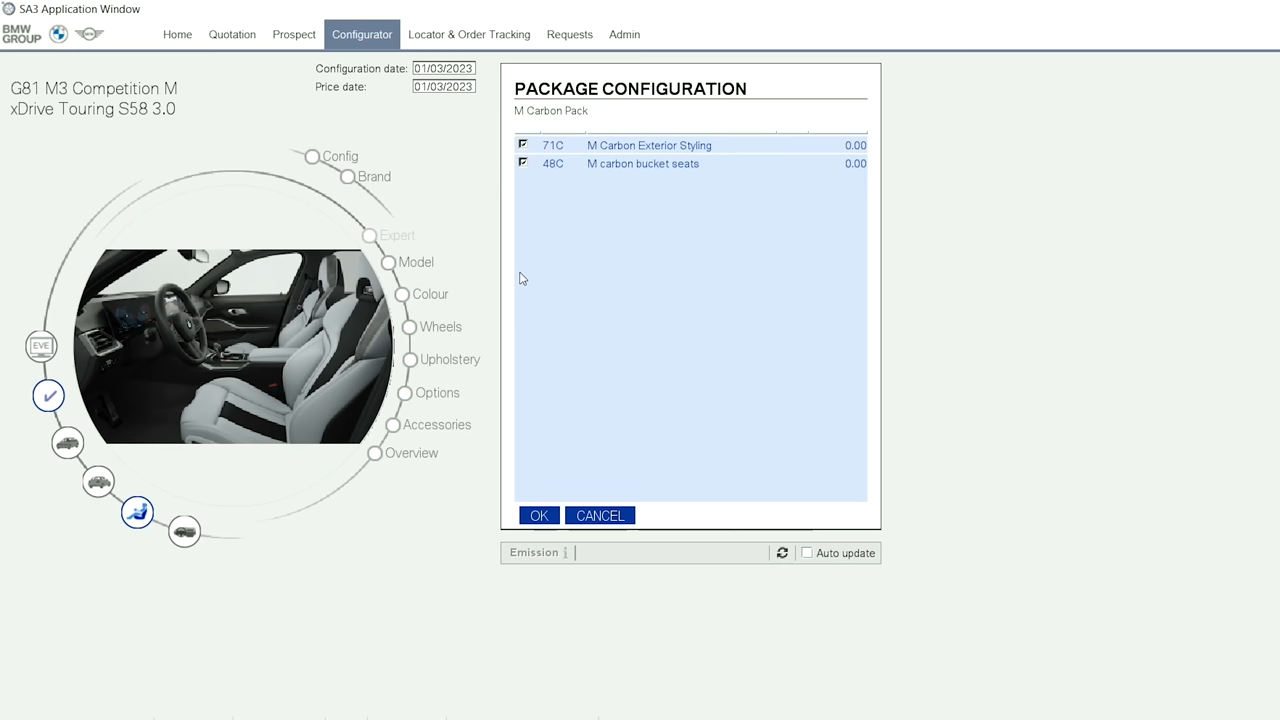 SA3 Application Window
BMW GROUP
Home Quotation Prospect Configurator Locator & Order Tracking Requests Admin
G81 M3 Competition M
xDrive Touring S58 3.0
Configuration date: 01/03/2023
Price date: 01/03/2023
Config
Brand
Expert
Model
Colour
Wheels
Upholstery
Options
Accessories
Overview
EVE
PACKAGE CONFIGURATION
M Carbon Pack
71C M Carbon Exterior Styling 0.00
48C M carbon bucket seats 0.00
OK CANCEL
Emission i Auto update